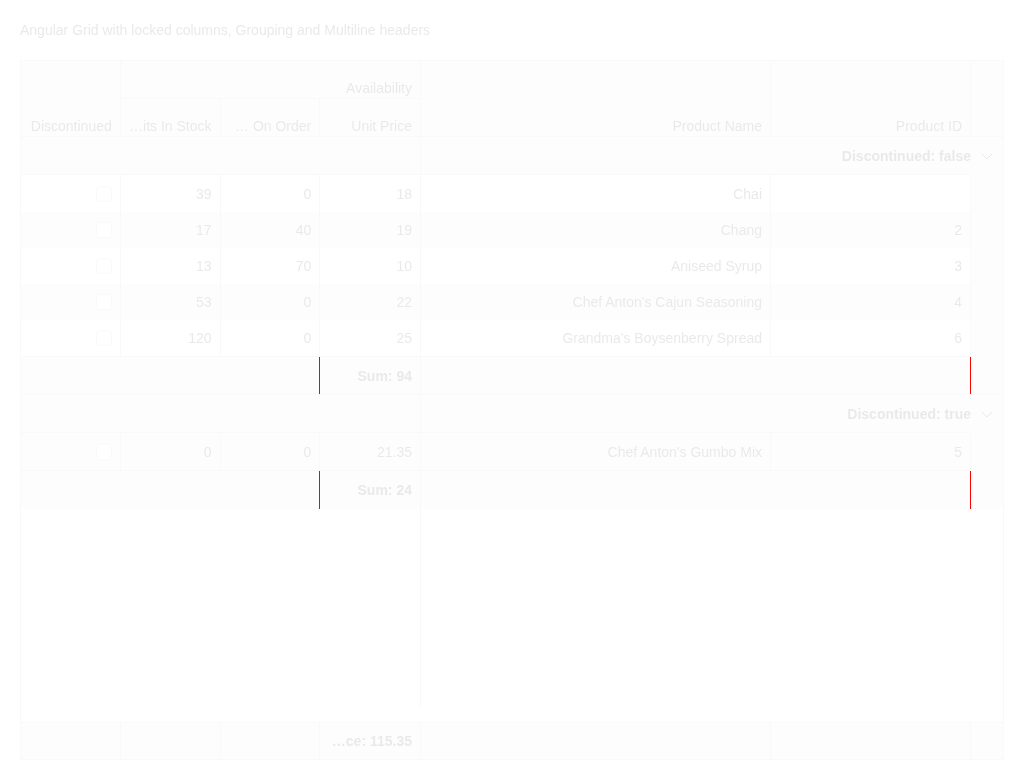 Angular Grid with locked columns, Grouping and Multiline headers
Availability
Discontinued ...its In Stock ... On Order Unit Price Product Name Product ID
Discontinued: false
39 0 18 Chai
17 40 19 Chang 2
13 70 10 Aniseed Syrup 3
53 0 22 Chef Anton's Cajun Seasoning 4
120 0 25 Grandma's Boysenberry Spread 6
Sum: 94
Discontinued: true
0 0 21.35 Chef Anton's Gumbo Mix 5
Sum: 24
...ce: 115.35